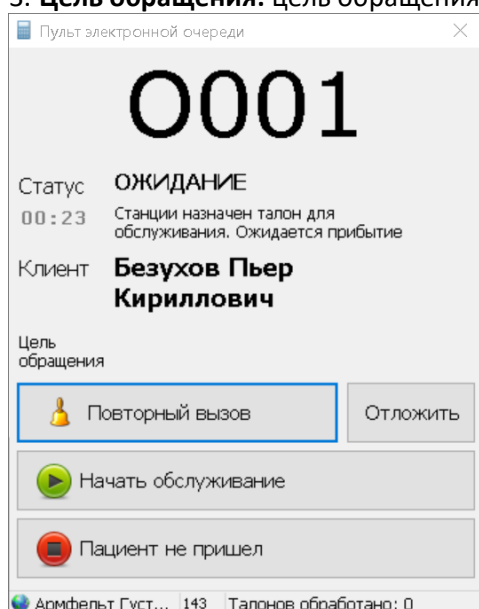 3. Цель обращения: цель обращения
Пульт электронной очереди
О001
Статус
ОЖИДАНИЕ
00:23
Станции назначен талон для
обслуживания. Ожидается прибытие
Клиент
Безухов Пьер
Кириллович
Цель
обращения
Повторный вызов
Отложить
Начать обслуживание
Пациент не пришел
Армфельт Густ... 143 Талонов обработано: 0